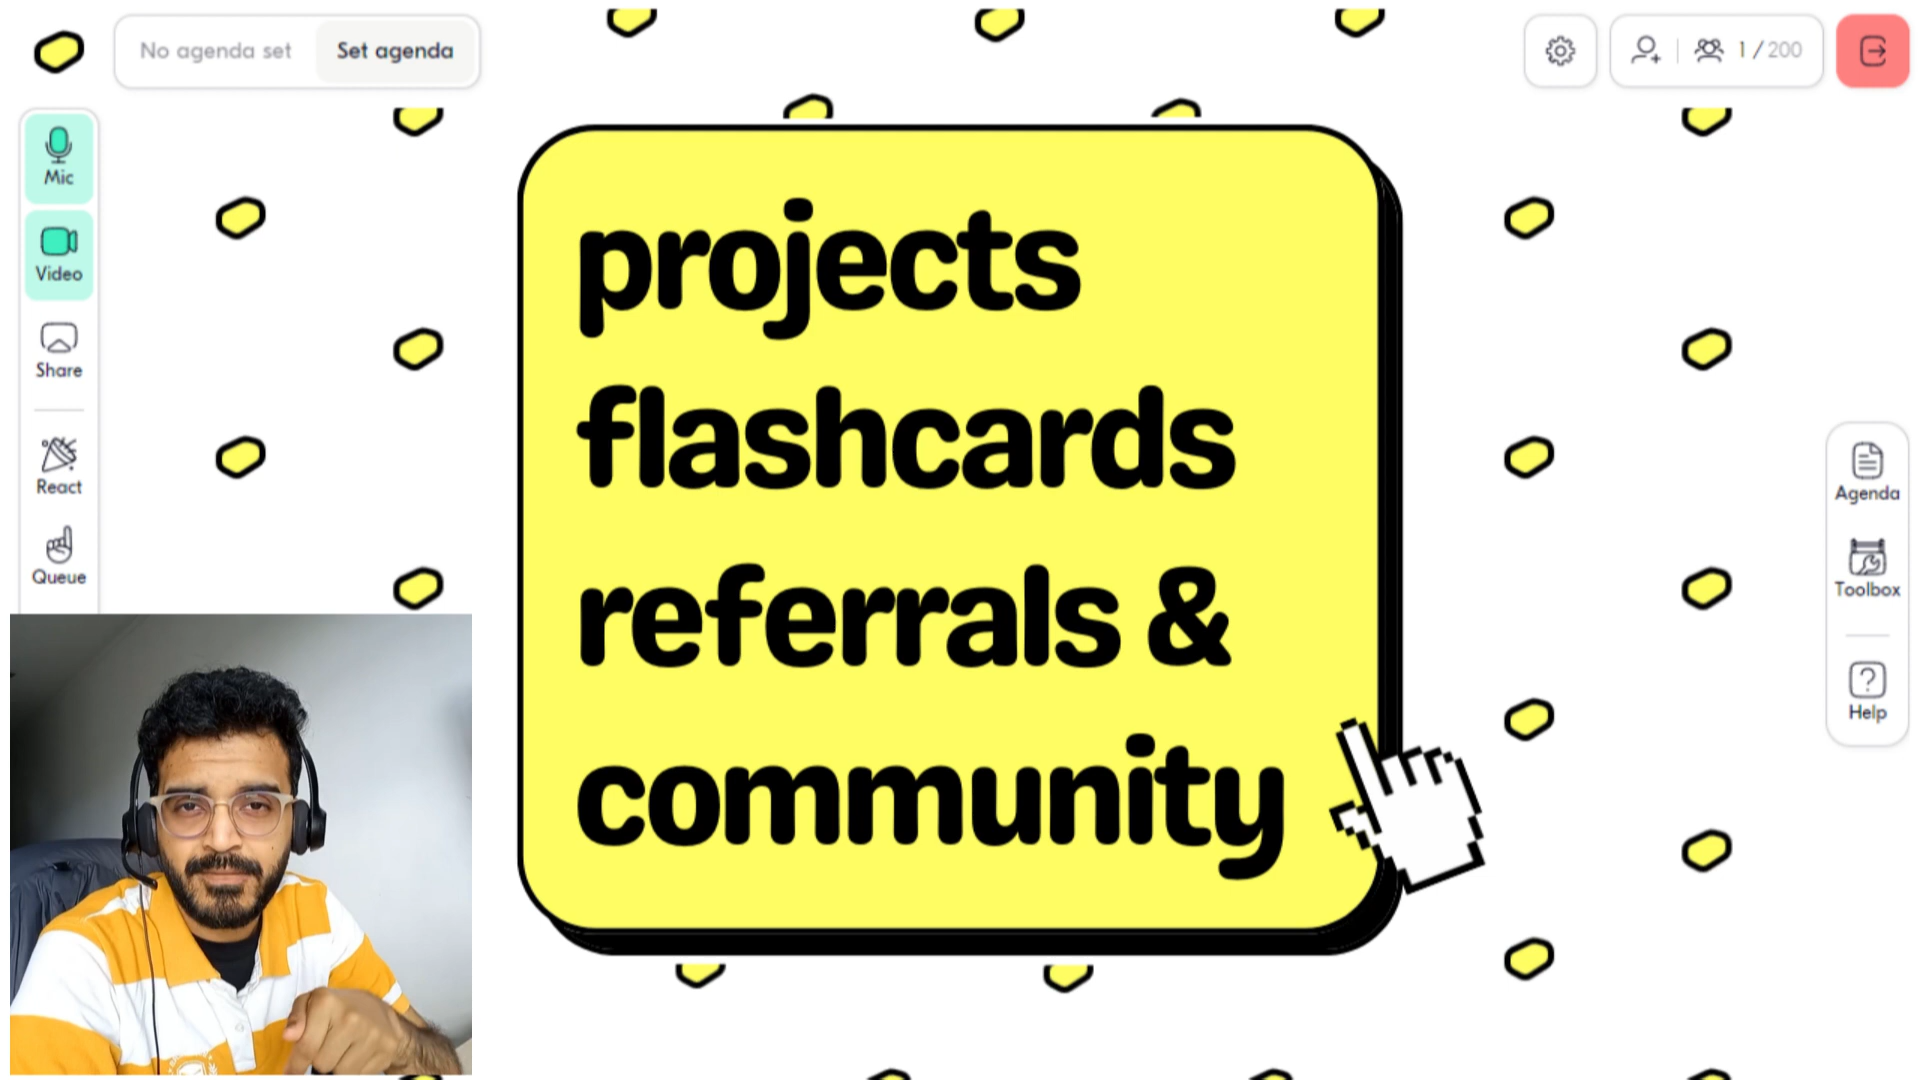 No agenda set Set agenda
1 / 200
Mic
Video
Share
React
Queue
projects
flashcards
referrals &
community
Agenda
Toolbox
Help